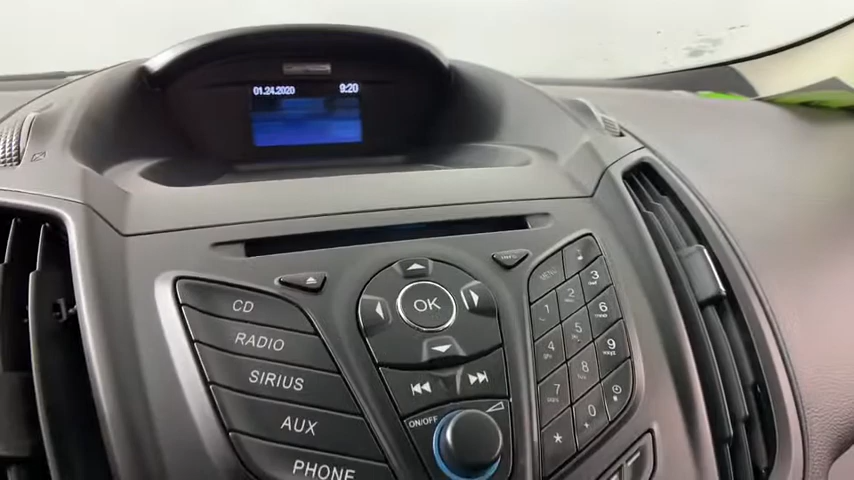 01.24.2020 9:20
MENU i
INFO
CD
RADIO
SIRIUS
AUX
PHONE
OK
ON/OFF
1 2 3
4 5 6
7 8 9
* 0 #